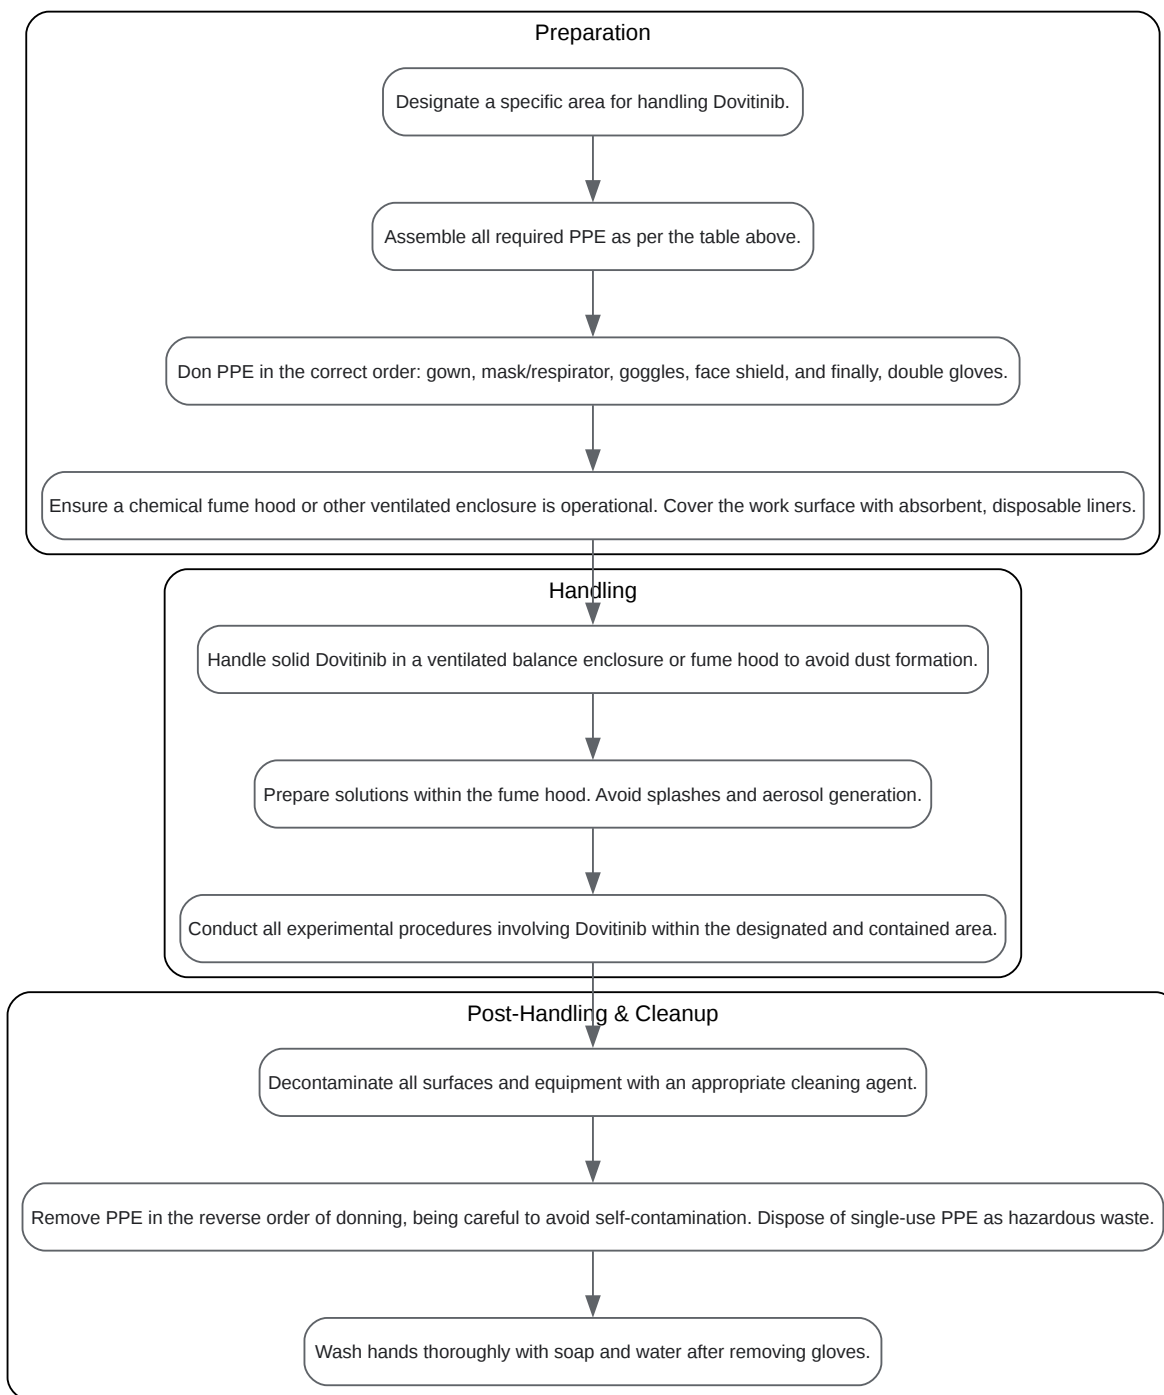 Preparation
Designate a specific area for handling Dovitinib.
Assemble all required PPE as per the table above.
Don PPE in the correct order: gown, mask/respirator, goggles, face shield, and finally, double gloves.
Ensure a chemical fume hood or other ventilated enclosure is operational. Cover the work surface with absorbent, disposable liners.
Handling
Handle solid Dovitinib in a ventilated balance enclosure or fume hood to avoid dust formation.
Prepare solutions within the fume hood. Avoid splashes and aerosol generation.
Conduct all experimental procedures involving Dovitinib within the designated and contained area.
Post-Handling & Cleanup
Decontaminate all surfaces and equipment with an appropriate cleaning agent.
Remove PPE in the reverse order of donning, being careful to avoid self-contamination. Dispose of single-use PPE as hazardous waste.
Wash hands thoroughly with soap and water after removing gloves.